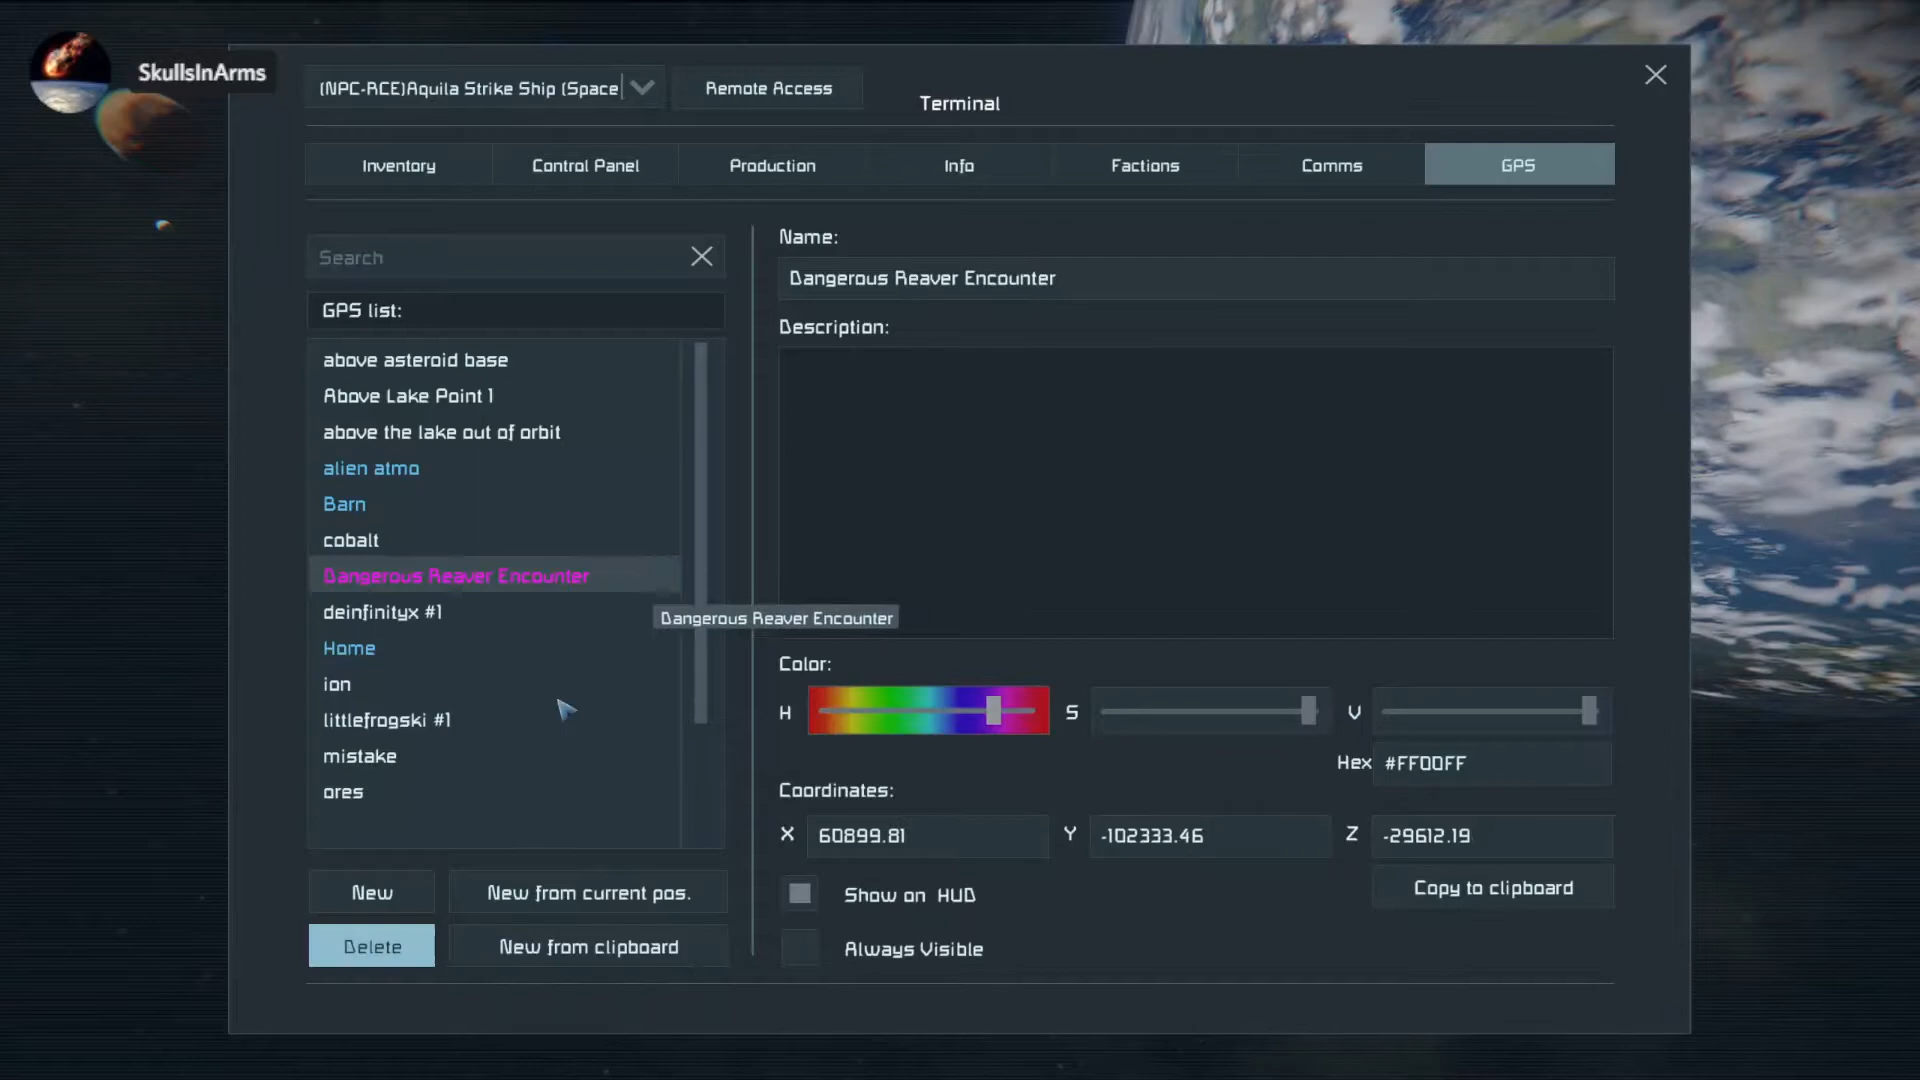 SkullsInArms
(NPC-RCE)Aquila Strike Ship (Space
Remote Access
Terminal
Inventory
Control Panel
Production
Info
Factions
Comms
GPS
Search
GPS list:
above asteroid base
Above Lake Point 1
above the lake out of orbit
alien atmo
Barn
cobalt
Dangerous Reaver Encounter
deinfinityx #1
Home
ion
littlefrogski #1
mistake
ores
New
New from current pos.
Delete
New from clipboard
Name:
Dangerous Reaver Encounter
Description:
Dangerous Reaver Encounter
Color:
H
S
V
Hex #FF00FF
Coordinates:
X 60899.81
Y -102333.46
Z -29612.19
Copy to clipboard
Show on HUD
Always Visible